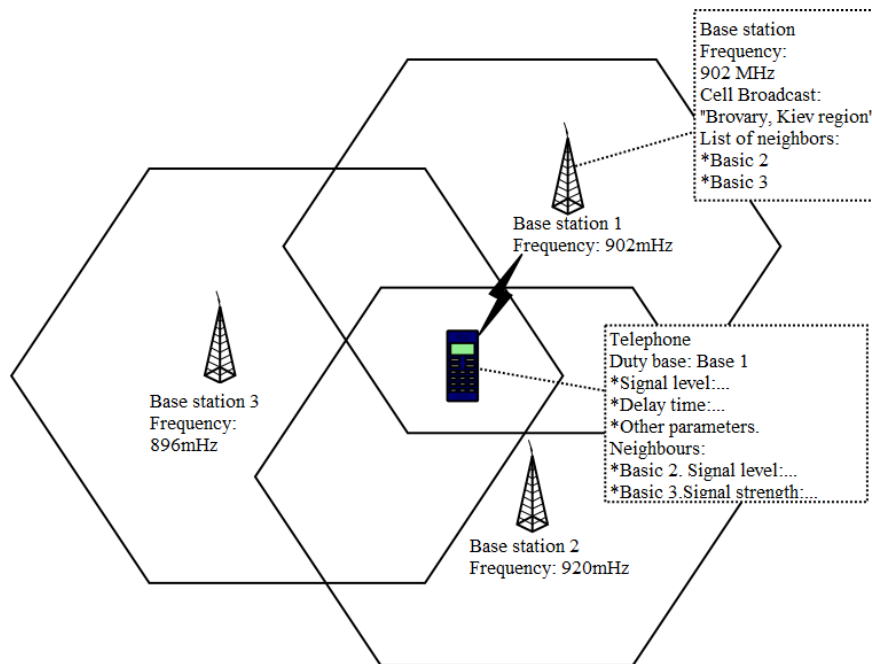 Base station
Frequency:
902 MHz
Cell Broadcast:
"Brovary, Kiev region"
List of neighbors:
*Basic 2
*Basic 3
Base station 1
Frequency: 902mHz
Telephone
Duty base: Base 1
*Signal level:...
*Delay time:...
*Other parameters.
Neighbours:
*Basic 2. Signal level:...
*Basic 3.Signal strength:...
Base station 3
Frequency:
896mHz
Base station 2
Frequency: 920mHz